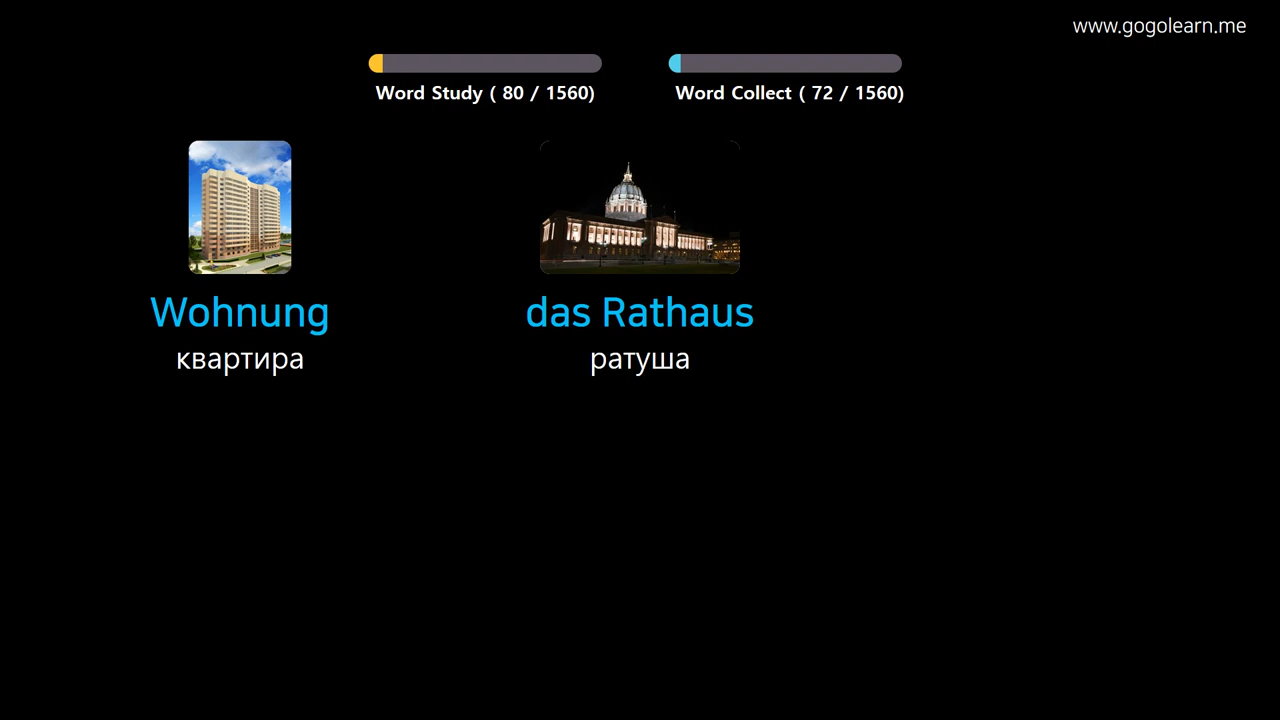 www.gogolearn.me
Word Study ( 80 / 1560)
Word Collect ( 72 / 1560)
Wohnung
das Rathaus
квартира
ратуша